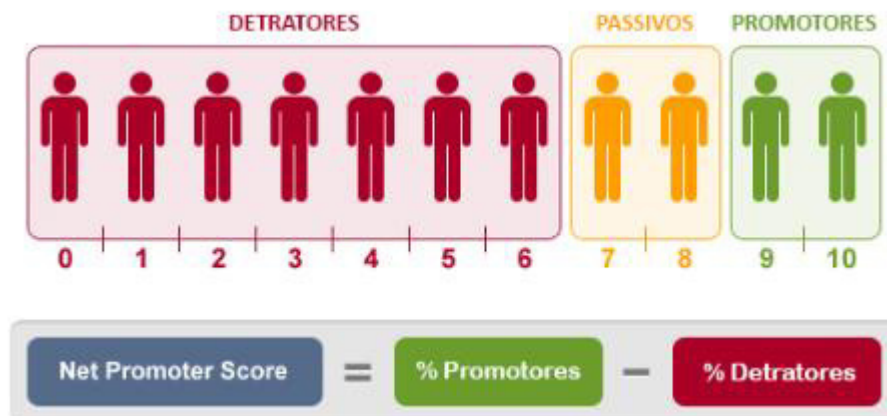 DETRATORES PASSIVOS PROMOTORES
0 1 2 3 4 5 6 7 8 9 10
Net Promoter Score = % Promotores − % Detratores